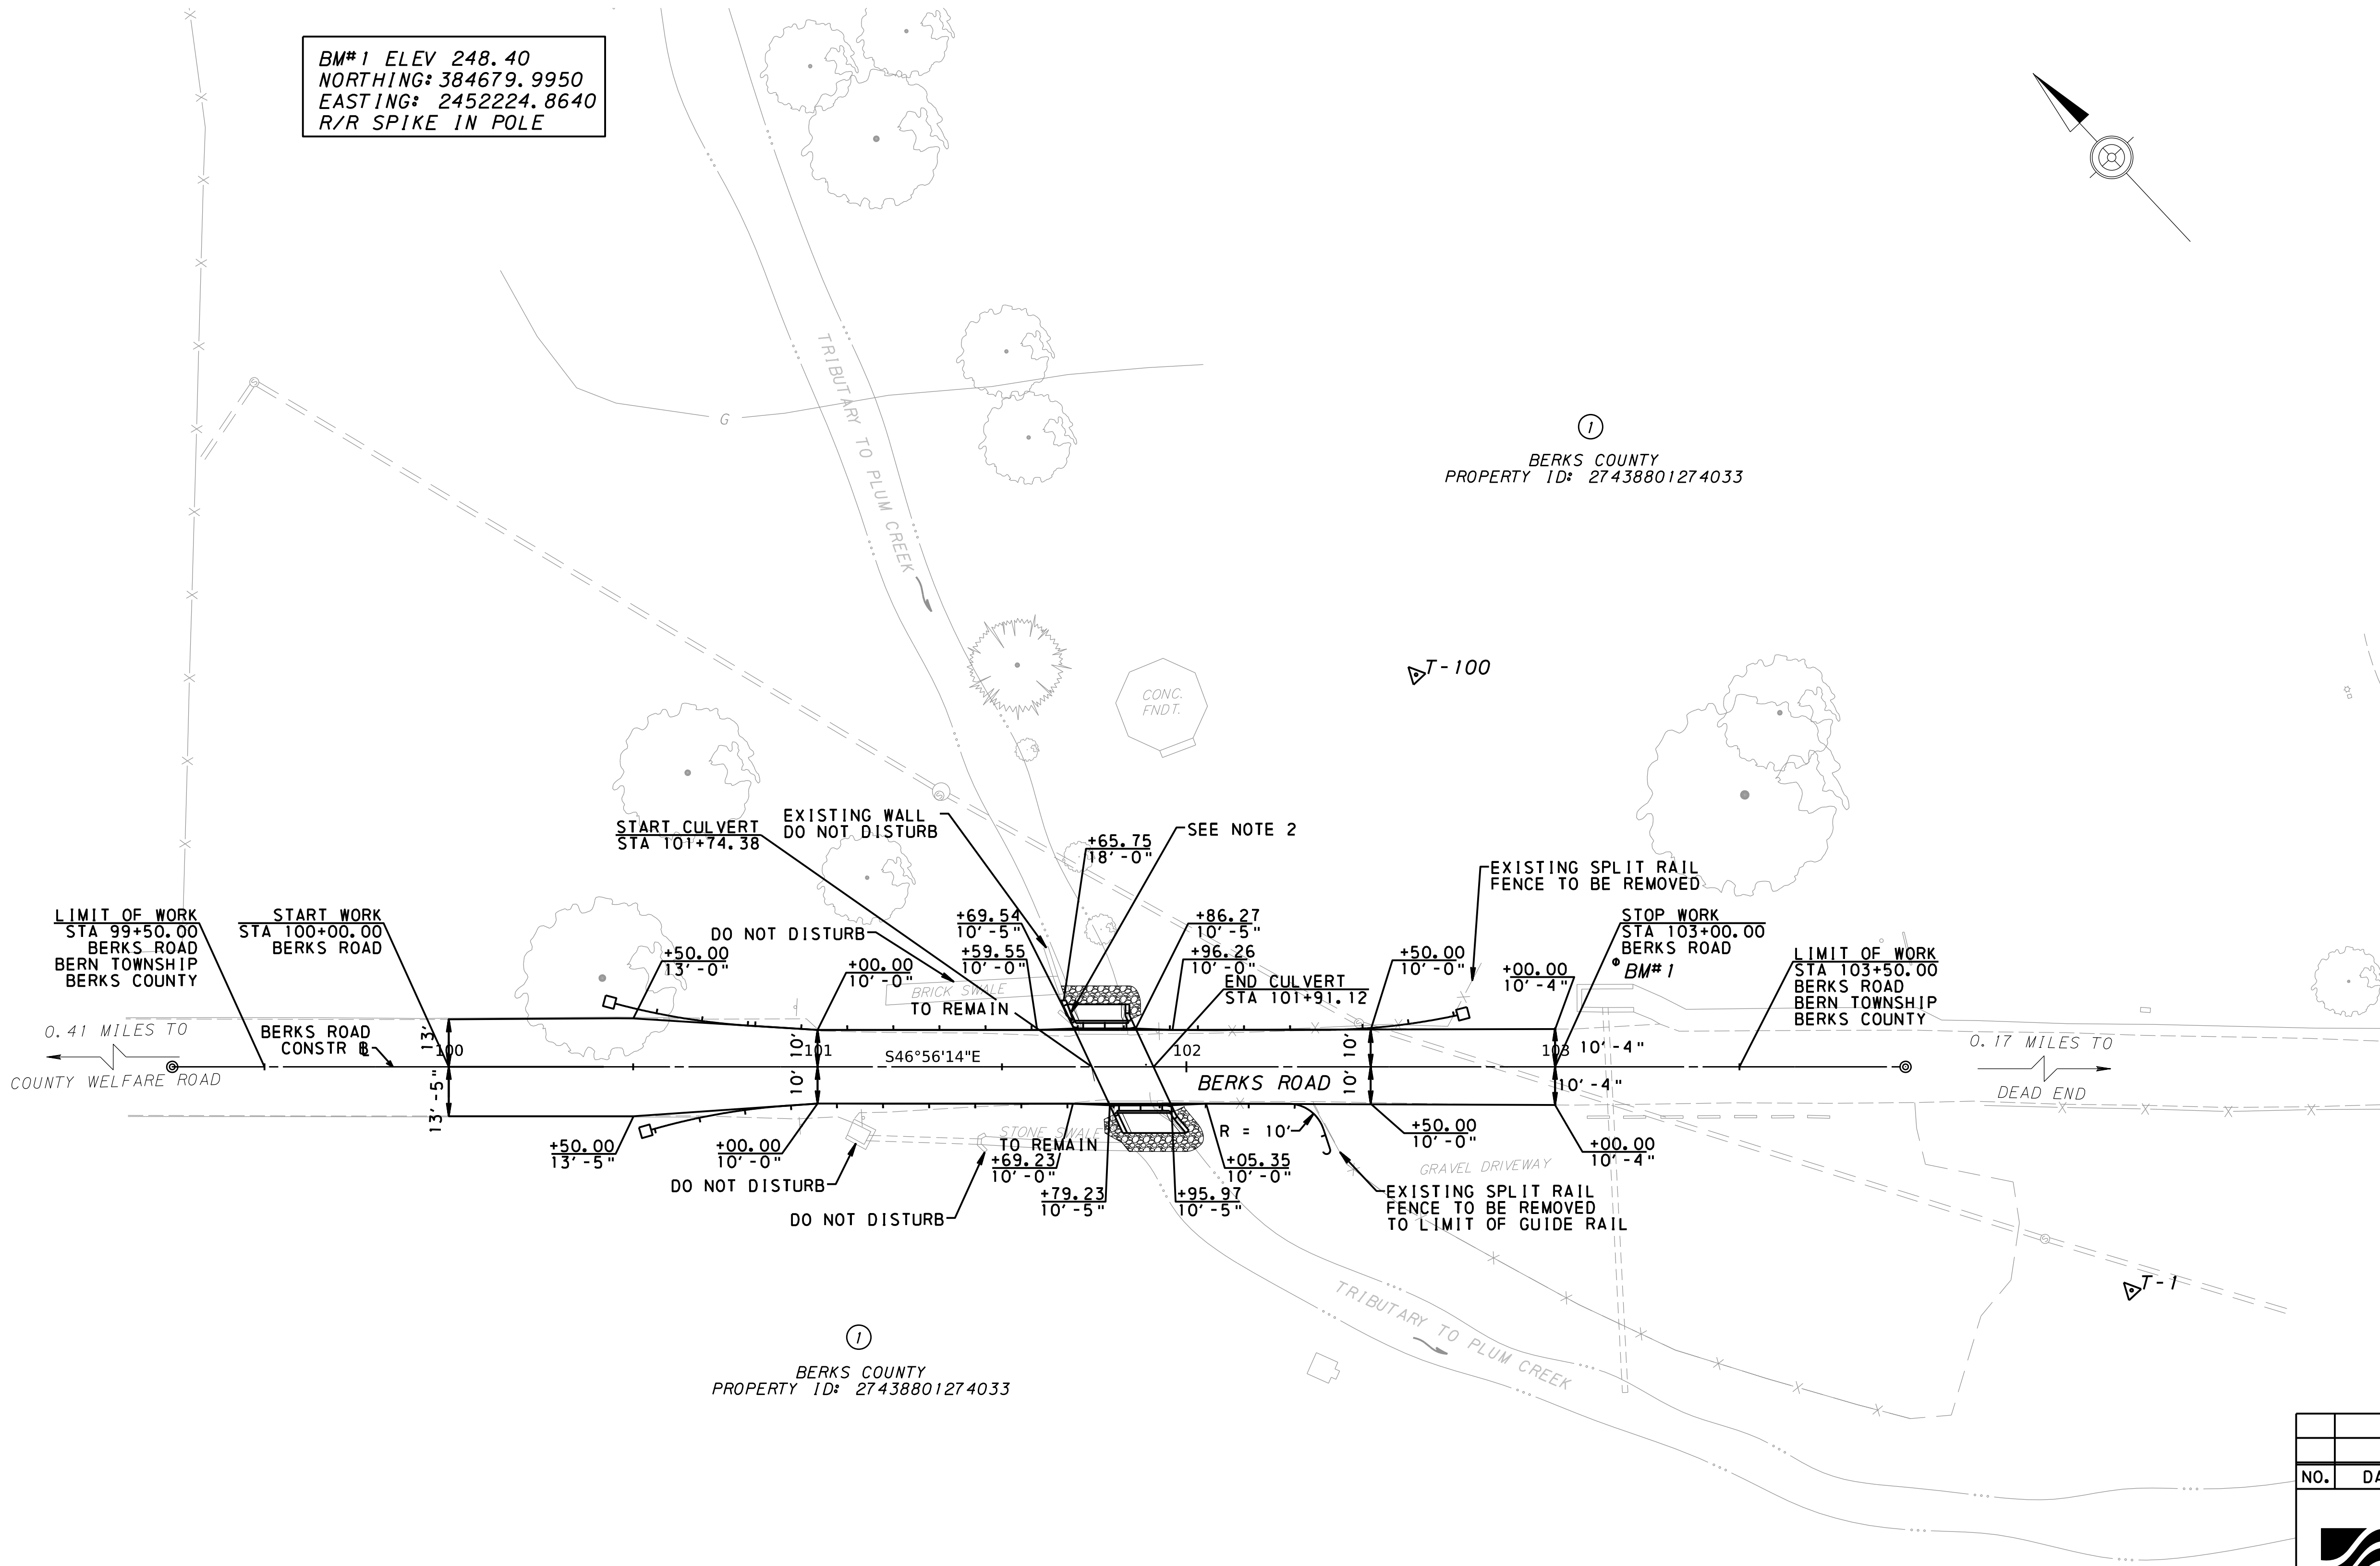 BM#1 ELEV 248.40
NORTHING: 384679.9950
EASTING: 2452224.8640
R/R SPIKE IN POLE
TRIBUTARY TO PLUM CREEK
G
1
BERKS COUNTY
PROPERTY ID: 27438801274033
S
T-100
CONC.
FNDT.
S
START CULVERT
STA 101+74.38
EXISTING WALL
DO NOT DISTURB
+65.75
18'-0"
SEE NOTE 2
EXISTING SPLIT RAIL
FENCE TO BE REMOVED
LIMIT OF WORK
STA 99+50.00
BERKS ROAD
BERN TOWNSHIP
BERKS COUNTY
START WORK
STA 100+00.00
BERKS ROAD
DO NOT DISTURB
+50.00
13'-0"
+00.00
10'-0"
+69.54
10'-5"
+59.55
10'-0"
+86.27
10'-5"
+96.26
10'-0"
END CULVERT
STA 101+91.12
+50.00
10'-0"
+00.00
10'-4"
STOP WORK
STA 103+00.00
BERKS ROAD
BM#1
LIMIT OF WORK
STA 103+50.00
BERKS ROAD
BERN TOWNSHIP
BERKS COUNTY
BRICK SWALE
TO REMAIN
0.41 MILES TO
COUNTY WELFARE ROAD
BERKS ROAD
CONSTR B
13'
100
13'-5"
10'
101
10'
S46°56'14"E
102
BERKS ROAD
10'
10'
103
10'-4"
10'-4"
0.17 MILES TO
DEAD END
+50.00
13'-5"
+00.00
10'-0"
DO NOT DISTURB
DO NOT DISTURB
STONE SWALE
TO REMAIN
+69.23
10'-0"
+79.23
10'-5"
+95.97
10'-5"
+05.35
10'-0"
R = 10'
+50.00
10'-0"
+00.00
10'-4"
GRAVEL DRIVEWAY
EXISTING SPLIT RAIL
FENCE TO BE REMOVED
TO LIMIT OF GUIDE RAIL
S
T-1
TRIBUTARY TO PLUM CREEK
1
BERKS COUNTY
PROPERTY ID: 27438801274033
NO.